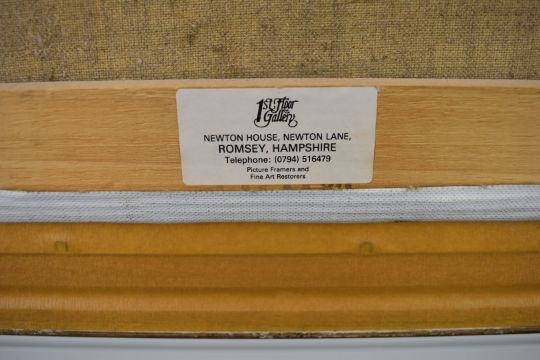 1st Floor
Gallery
NEWTON HOUSE, NEWTON LANE,
ROMSEY, HAMPSHIRE
Telephone: (0794) 516479
Picture Framers and
Fine Art Restorers